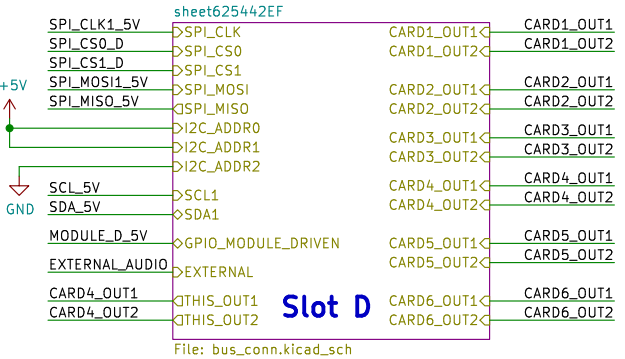 sheet625442EF
SPI_CLK1_5V SPI_CLK CARD1_OUT1 CARD1_OUT1
SPI_CS0_D SPI_CS0 CARD1_OUT2 CARD1_OUT2
SPI_CS1_D SPI_CS1
+5V SPI_MOSI1_5V SPI_MOSI CARD2_OUT1 CARD2_OUT1
SPI_MISO_5V SPI_MISO CARD2_OUT2 CARD2_OUT2
I2C_ADDR0 CARD3_OUT1 CARD3_OUT1
I2C_ADDR1 CARD3_OUT2 CARD3_OUT2
I2C_ADDR2
GND SCL_5V SCL1 CARD4_OUT1 CARD4_OUT1
SDA_5V SDA1 CARD4_OUT2 CARD4_OUT2
MODULE_D_5V GPIO_MODULE_DRIVEN CARD5_OUT1 CARD5_OUT1
EXTERNAL_AUDIO EXTERNAL CARD5_OUT2 CARD5_OUT2
CARD4_OUT1 THIS_OUT1 CARD6_OUT1 CARD6_OUT1
CARD4_OUT2 THIS_OUT2 CARD6_OUT2 CARD6_OUT2
Slot D
File: bus_conn.kicad_sch